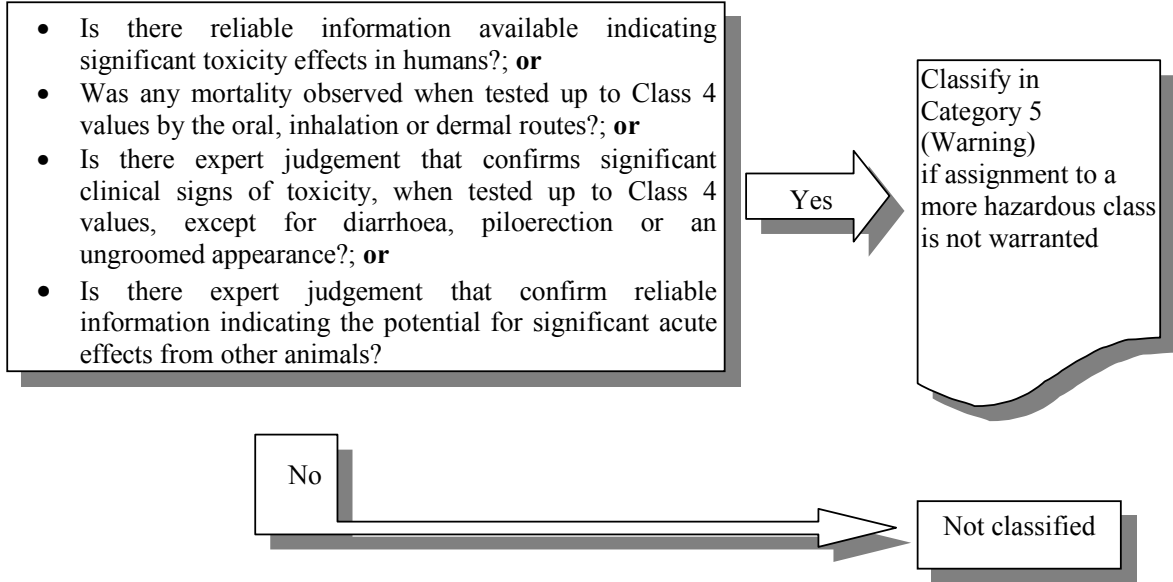 • Is there reliable information available indicating
significant toxicity effects in humans?; or
• Was any mortality observed when tested up to Class 4
values by the oral, inhalation or dermal routes?; or
• Is there expert judgement that confirms significant
clinical signs of toxicity, when tested up to Class 4
values, except for diarrhoea, piloerection or an
ungroomed appearance?; or
• Is there expert judgement that confirm reliable
information indicating the potential for significant acute
effects from other animals?
Yes
Classify in
Category 5
(Warning)
if assignment to a
more hazardous class
is not warranted
No
Not classified